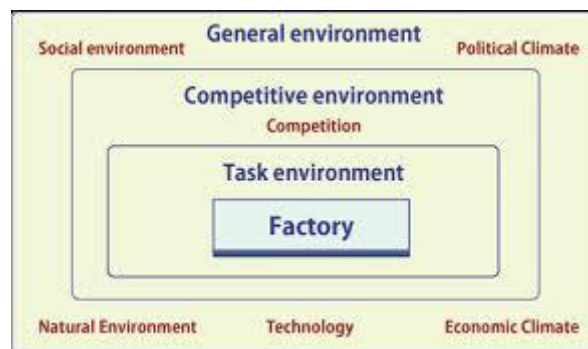 General environment
Social environment
Political Climate
Competitive environment
Competition
Task environment
Factory
Natural Environment
Technology
Economic Climate